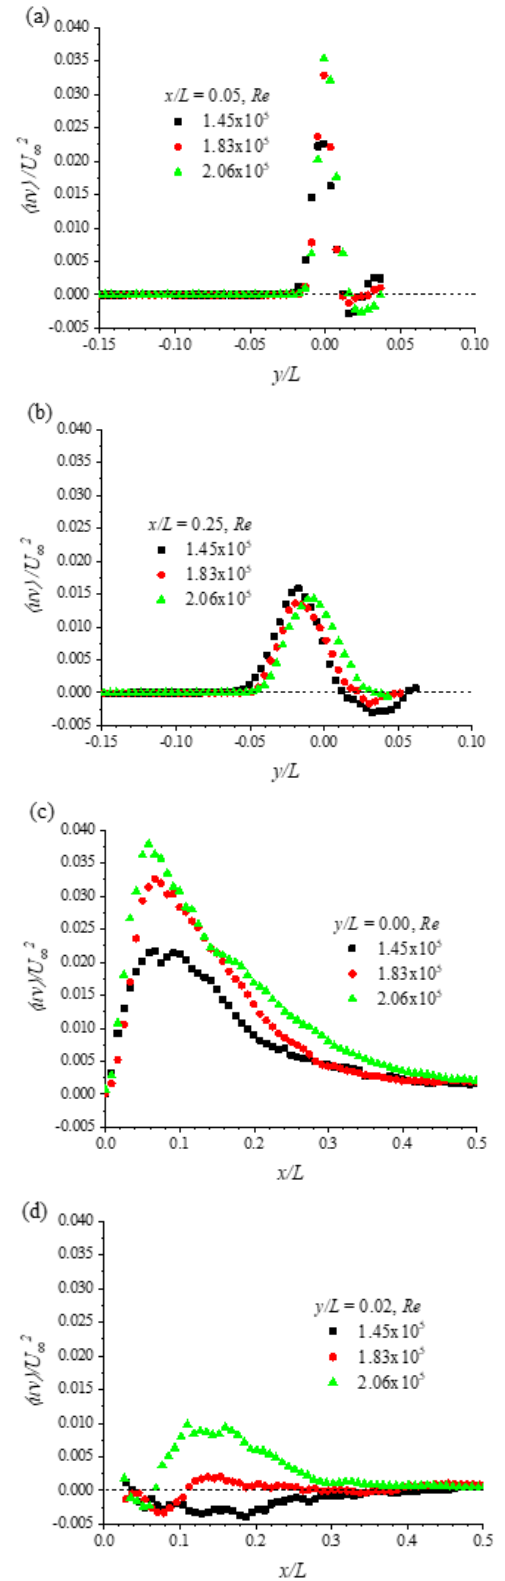 (a)
0.040
0.035
0.030
0.025
0.020
0.015
0.010
0.005
0.000
-0.005
⟨uv⟩/U∞²
x/L = 0.05, Re
1.45x10⁵
1.83x10⁵
2.06x10⁵
-0.15 -0.10 -0.05 0.00 0.05 0.10
y/L
(b)
0.040
0.035
0.030
0.025
0.020
0.015
0.010
0.005
0.000
-0.005
⟨uv⟩/U∞²
x/L = 0.25, Re
1.45x10⁵
1.83x10⁵
2.06x10⁵
-0.15 -0.10 -0.05 0.00 0.05 0.10
y/L
(c)
0.040
0.035
0.030
0.025
0.020
0.015
0.010
0.005
0.000
-0.005
⟨uv⟩/U∞²
y/L = 0.00, Re
1.45x10⁵
1.83x10⁵
2.06x10⁵
0.0 0.1 0.2 0.3 0.4 0.5
x/L
(d)
0.040
0.035
0.030
0.025
0.020
0.015
0.010
0.005
0.000
-0.005
⟨uv⟩/U∞²
y/L = 0.02, Re
1.45x10⁵
1.83x10⁵
2.06x10⁵
0.0 0.1 0.2 0.3 0.4 0.5
x/L